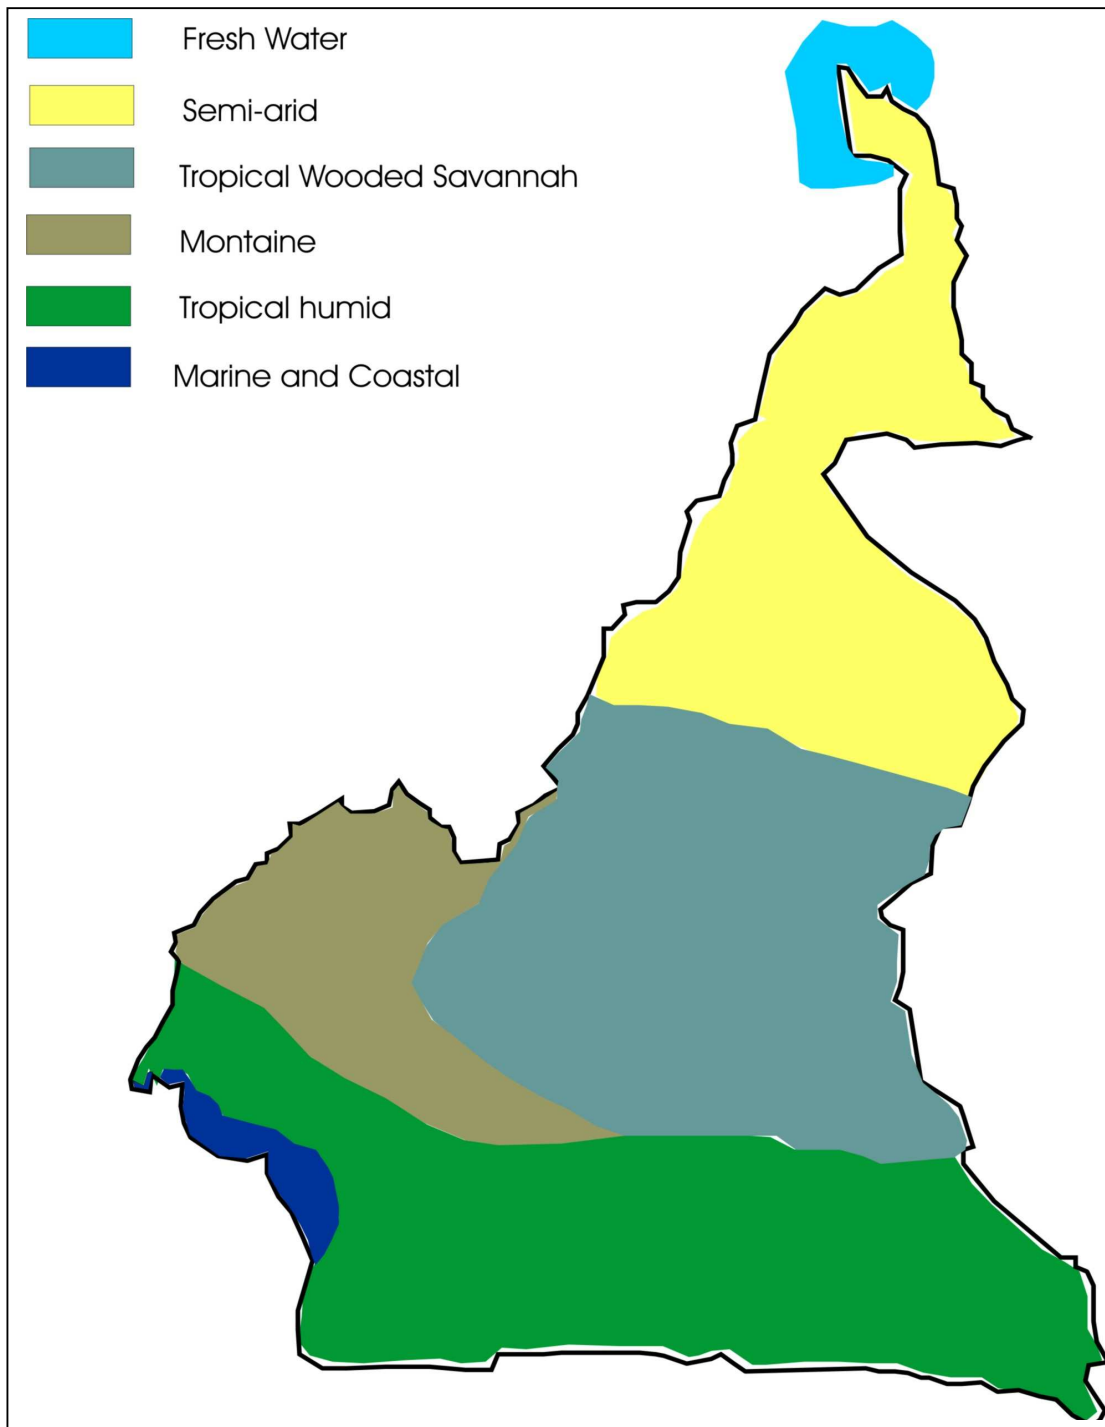 Fresh Water
Semi-arid
Tropical Wooded Savannah
Montaine
Tropical humid
Marine and Coastal